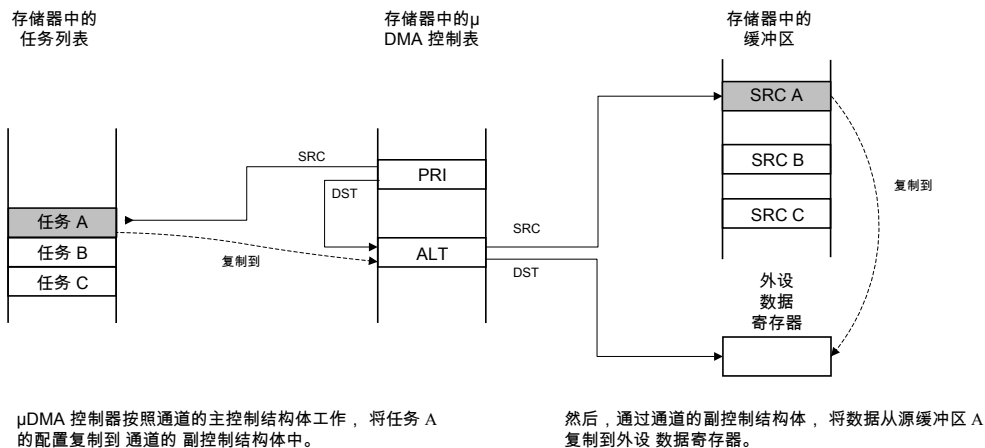 存储器中的
任务列表
存储器中的μ
DMA 控制表
存储器中的
缓冲区
SRC A
SRC
PRI
DST
SRC B
复制到
任务 A
SRC C
SRC
任务 B
复制到
ALT
DST
任务 C
外设
数据
寄存器
μDMA 控制器按照通道的主控制结构体工作， 将任务 A
的配置复制到 通道的 副控制结构体中。
然后，通过通道的副控制结构体， 将数据从源缓冲区 A
复制到外设 数据寄存器。